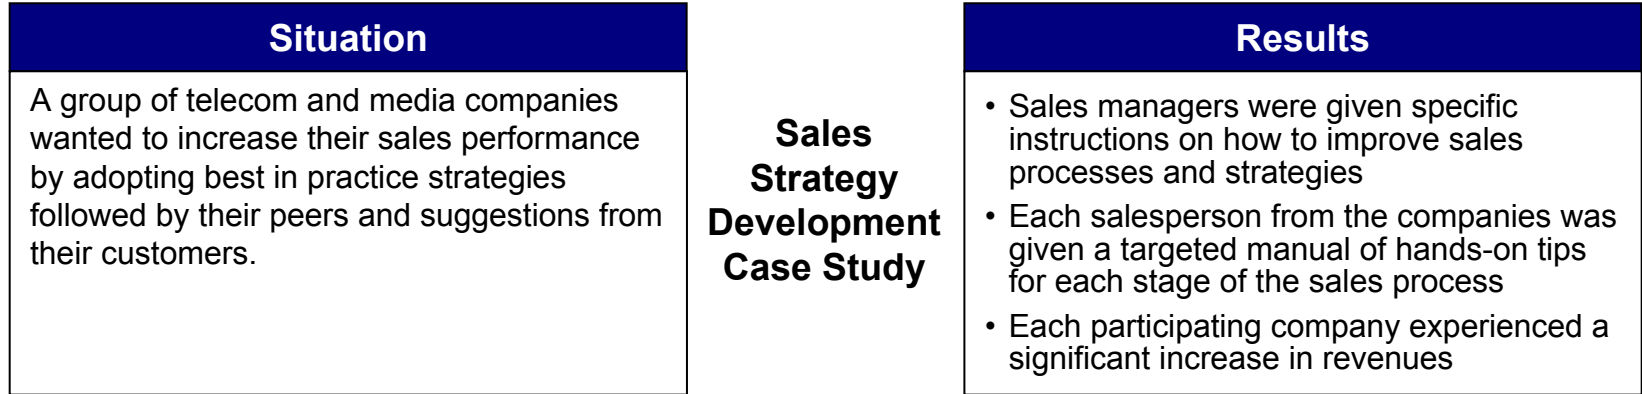 Situation
A group of telecom and media companies
wanted to increase their sales performance
by adopting best in practice strategies
followed by their peers and suggestions from
their customers.
Sales
Strategy
Development
Case Study
Results
• Sales managers were given specific
instructions on how to improve sales
processes and strategies
• Each salesperson from the companies was
given a targeted manual of hands-on tips
for each stage of the sales process
• Each participating company experienced a
significant increase in revenues